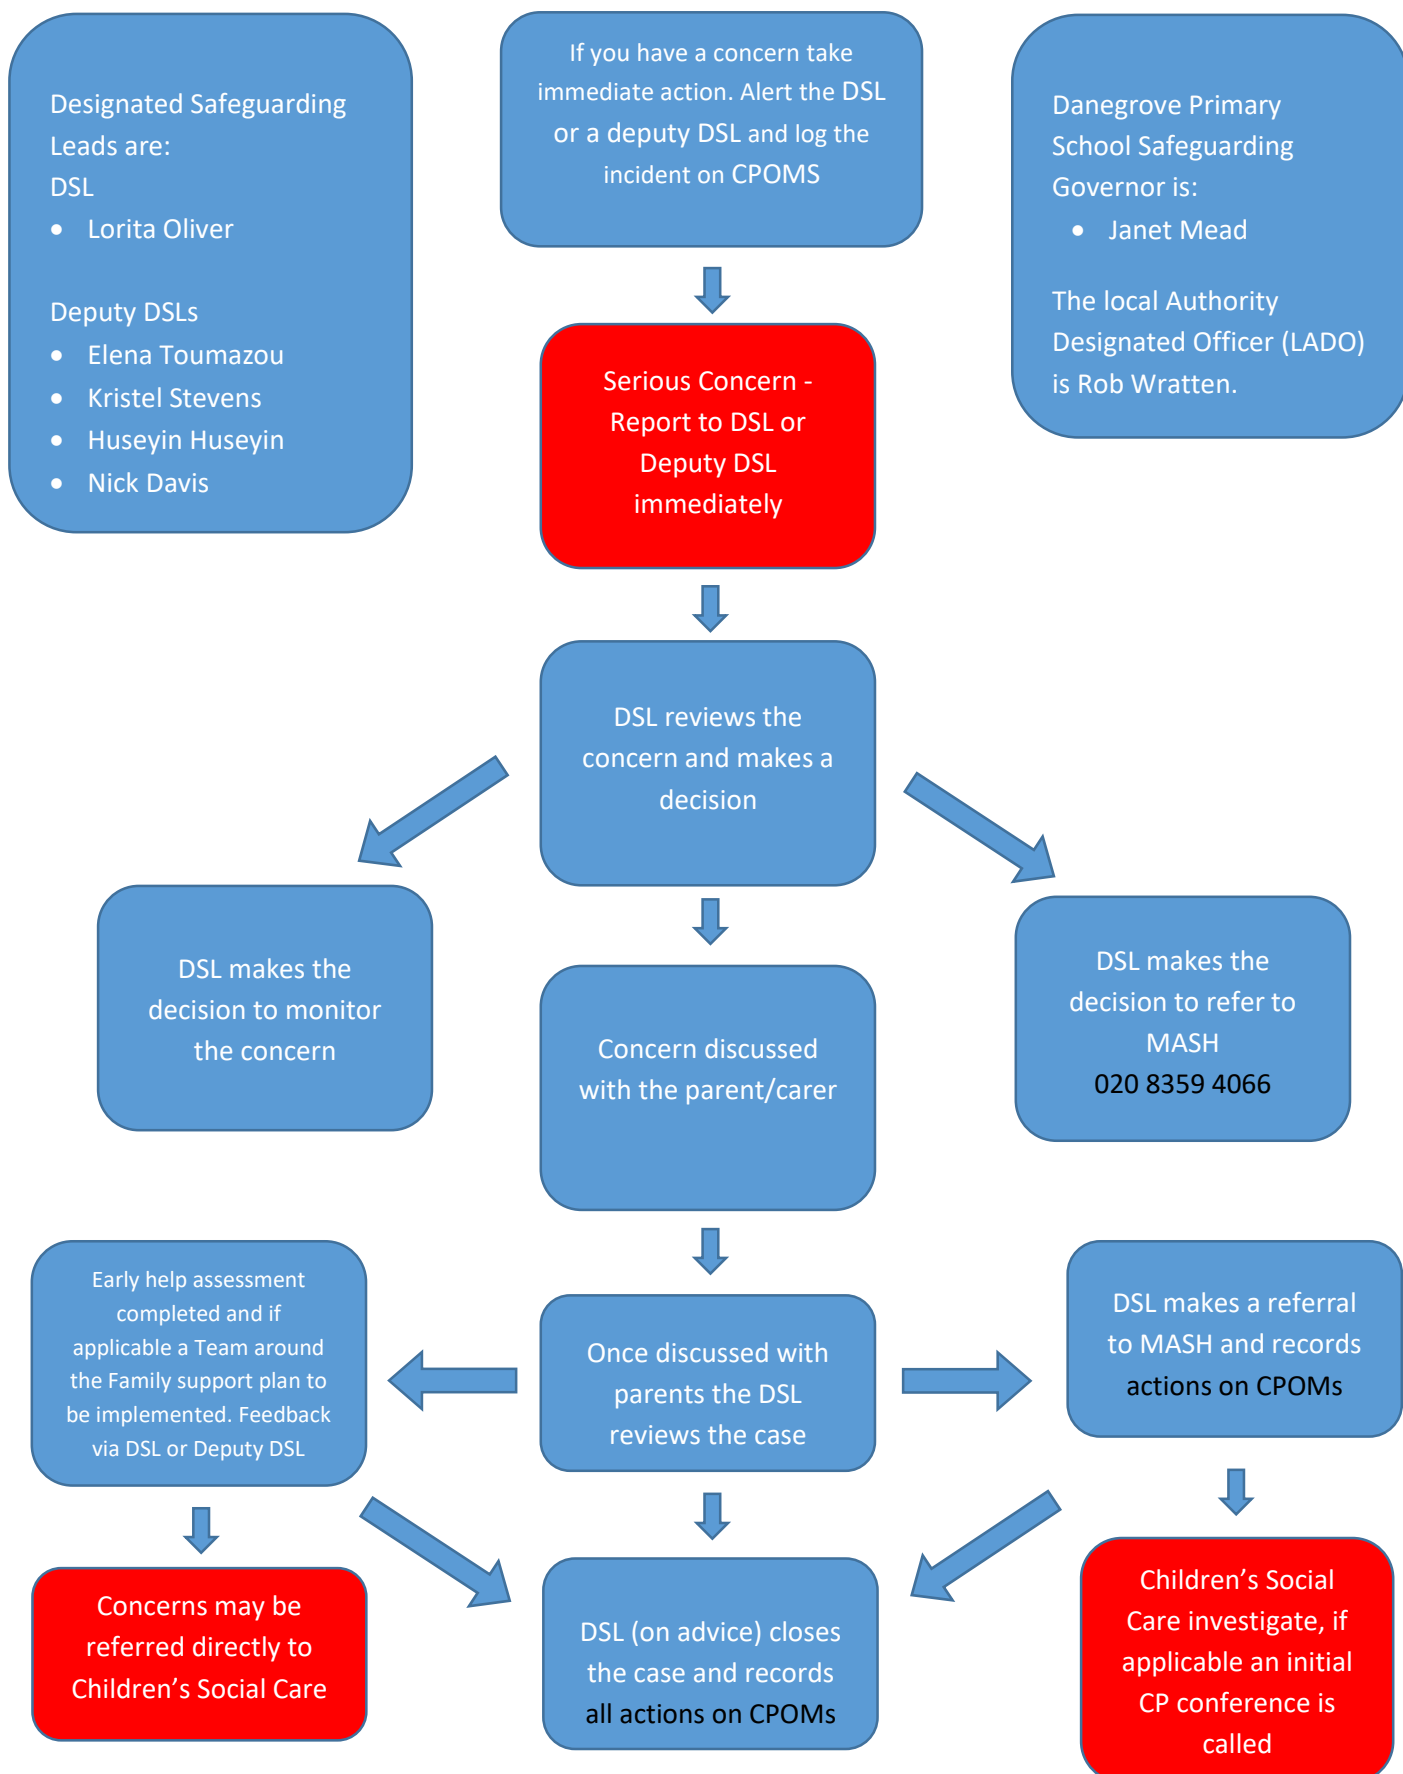 Designated Safeguarding
Leads are:
DSL
• Lorita Oliver
Deputy DSLs
• Elena Toumazou
• Kristel Stevens
• Huseyin Huseyin
• Nick Davis
If you have a concern take
immediate action. Alert the DSL
or a deputy DSL and log the
incident on CPOMS
Danegrove Primary
School Safeguarding
Governor is:
• Janet Mead
The local Authority
Designated Officer (LADO)
is Rob Wratten.
Serious Concern -
Report to DSL or
Deputy DSL
immediately
DSL reviews the
concern and makes a
decision
DSL makes the
decision to monitor
the concern
Concern discussed
with the parent/carer
DSL makes the
decision to refer to
MASH
020 8359 4066
Early help assessment
completed and if
applicable a Team around
the Family support plan to
be implemented. Feedback
via DSL or Deputy DSL
Once discussed with
parents the DSL
reviews the case
DSL makes a referral
to MASH and records
actions on CPOMs
Concerns may be
referred directly to
Children’s Social Care
DSL (on advice) closes
the case and records
all actions on CPOMs
Children’s Social
Care investigate, if
applicable an initial
CP conference is
called